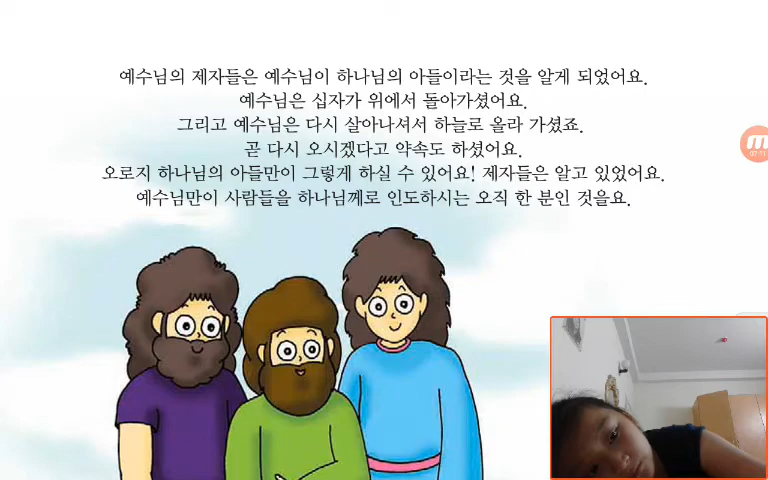 예수님의 제자들은 예수님이 하나님의 아들이라는 것을 알게 되었어요.
예수님은 십자가 위에서 돌아가셨어요.
그리고 예수님은 다시 살아나셔서 하늘로 올라 가셨죠.
곧 다시 오시겠다고 약속도 하셨어요.
오로지 하나님의 아들만이 그렇게 하실 수 있어요! 제자들은 알고 있었어요.
예수님만이 사람들을 하나님께로 인도하시는 오직 한 분인 것을요.